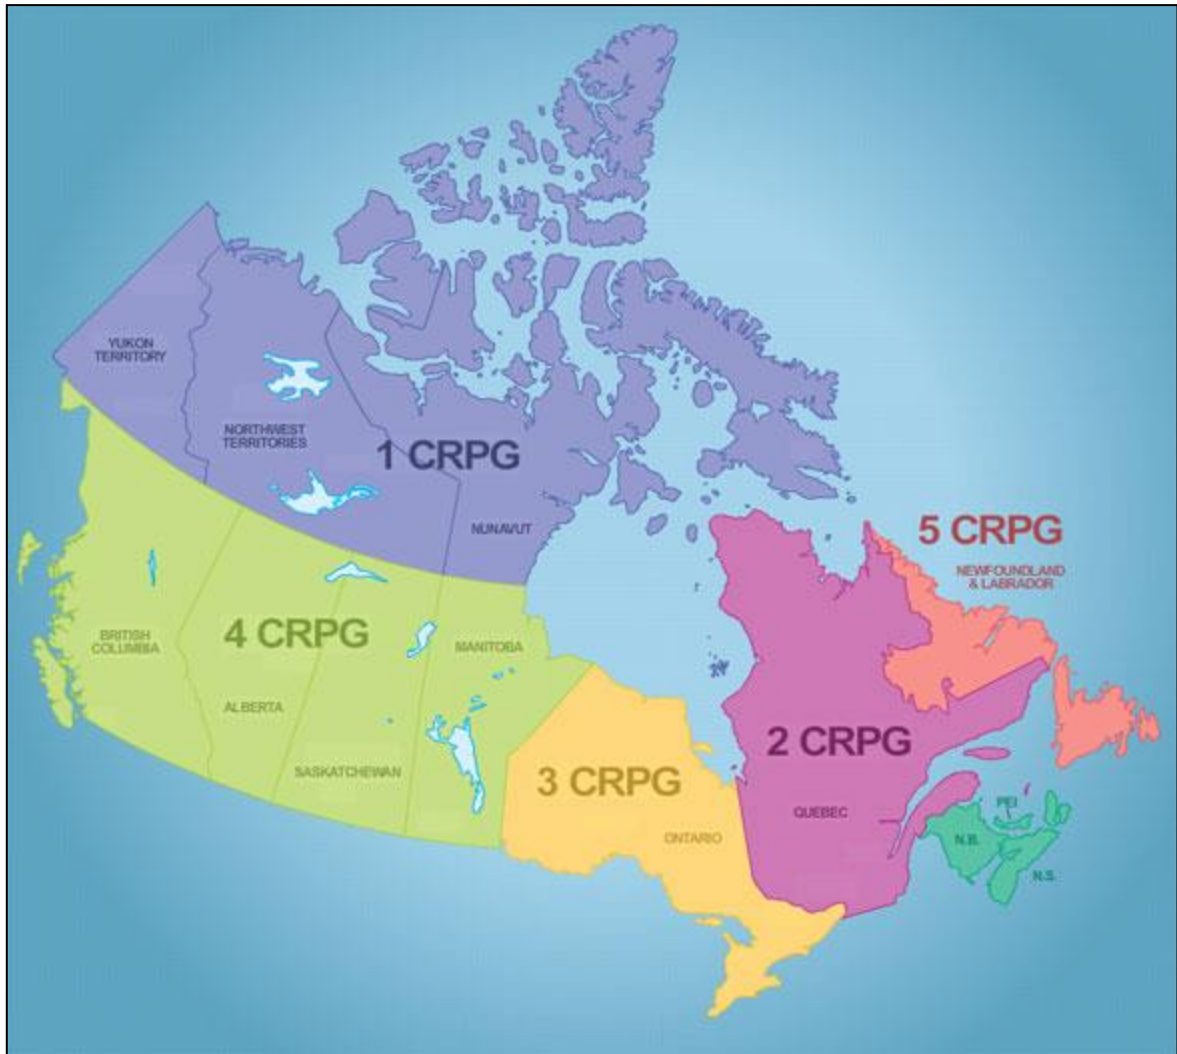 YUKON
TERRITORY
NORTHWEST
TERRITORIES
1 CRPG
NUNAVUT
5 CRPG
NEWFOUNDLAND
& LABRADOR
BRITISH
COLUMBIA
4 CRPG
MANITOBA
ALBERTA
SASKATCHEWAN
3 CRPG
ONTARIO
2 CRPG
QUEBEC
PEI
N.B.
N.S.